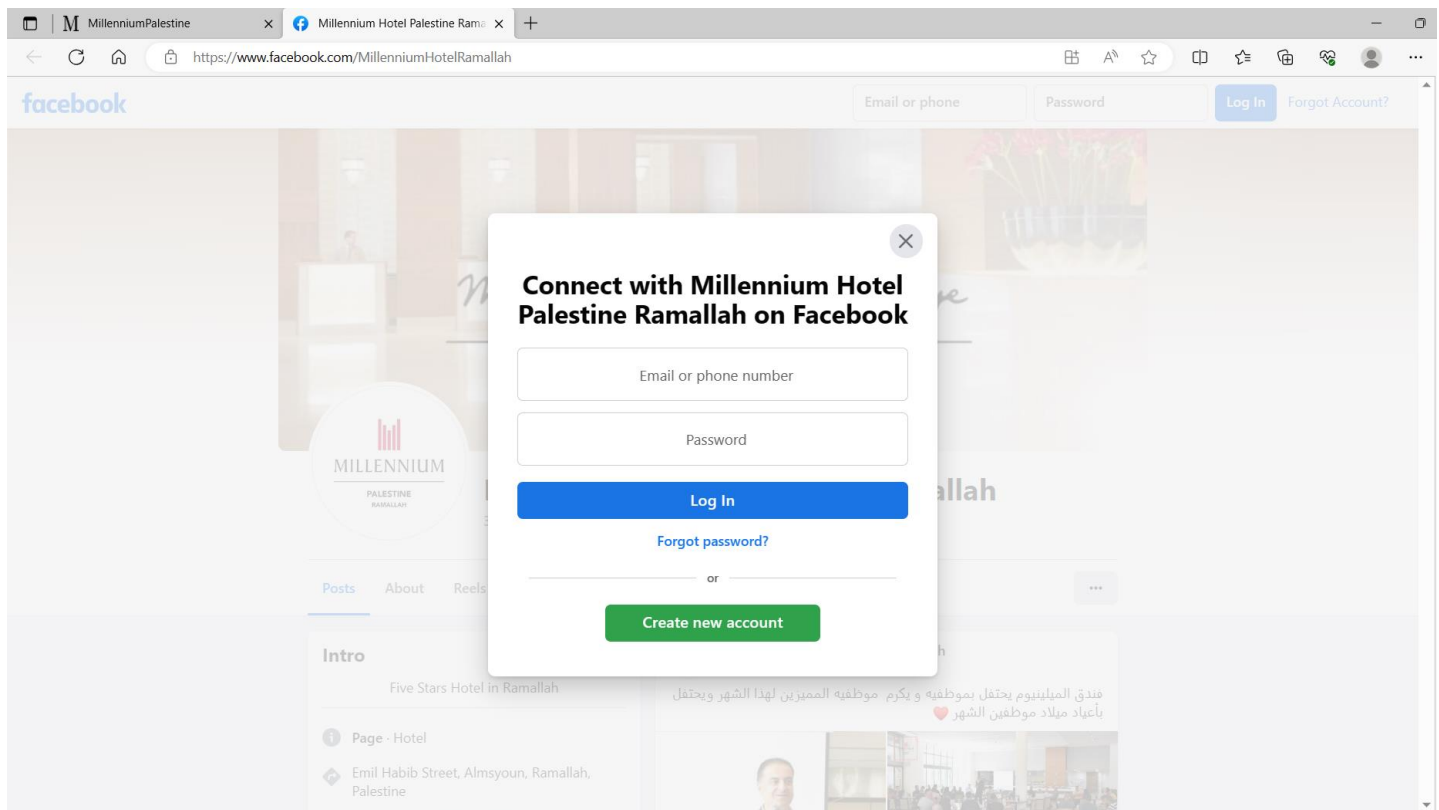 MillenniumPalestine
Millennium Hotel Palestine Rama
https://www.facebook.com/MillenniumHotelRamallah
facebook
Email or phone
Password
Log In
Forgot Account?
Connect with Millennium Hotel
Palestine Ramallah on Facebook
Email or phone number
Password
Log In
Forgot password?
or
Create new account
MILLENNIUM
PALESTINE
RAMALLAH
allah
Posts About Reels
Intro
Five Stars Hotel in Ramallah
Page · Hotel
Emil Habib Street, Almsyoun, Ramallah,
Palestine
h
فندق الميلينيوم يحتفل بموظفيه و يكرم موظفيه المميزين لهذا الشهر ويحتفل
بأعياد ميلاد موظفين الشهر